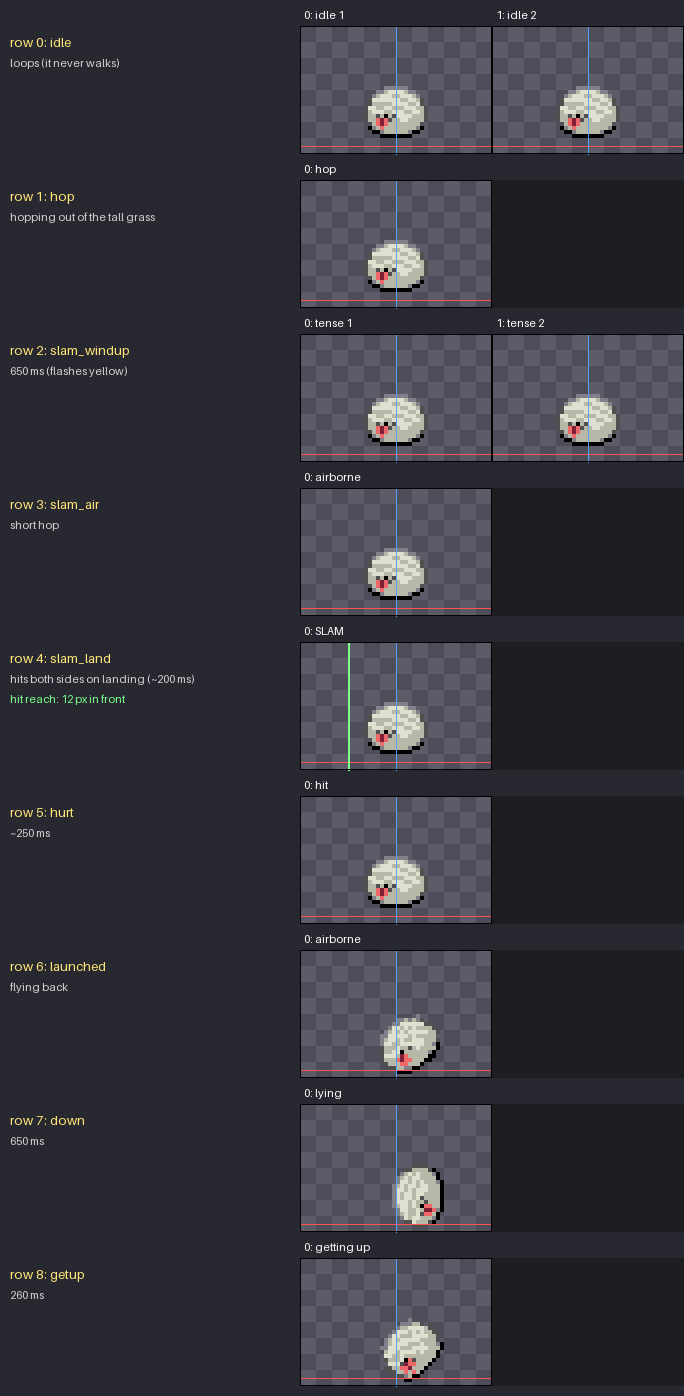 0: idle 1
1: idle 2
row 0: idle
loops (it never walks)
0: hop
row 1: hop
hopping out of the tall grass
0: tense 1
1: tense 2
row 2: slam_windup
650 ms (flashes yellow)
0: airborne
row 3: slam_air
short hop
0: SLAM
row 4: slam_land
hits both sides on landing (~200 ms)
hit reach: 12 px in front
0: hit
row 5: hurt
~250 ms
0: airborne
row 6: launched
flying back
0: lying
row 7: down
650 ms
0: getting up
row 8: getup
260 ms